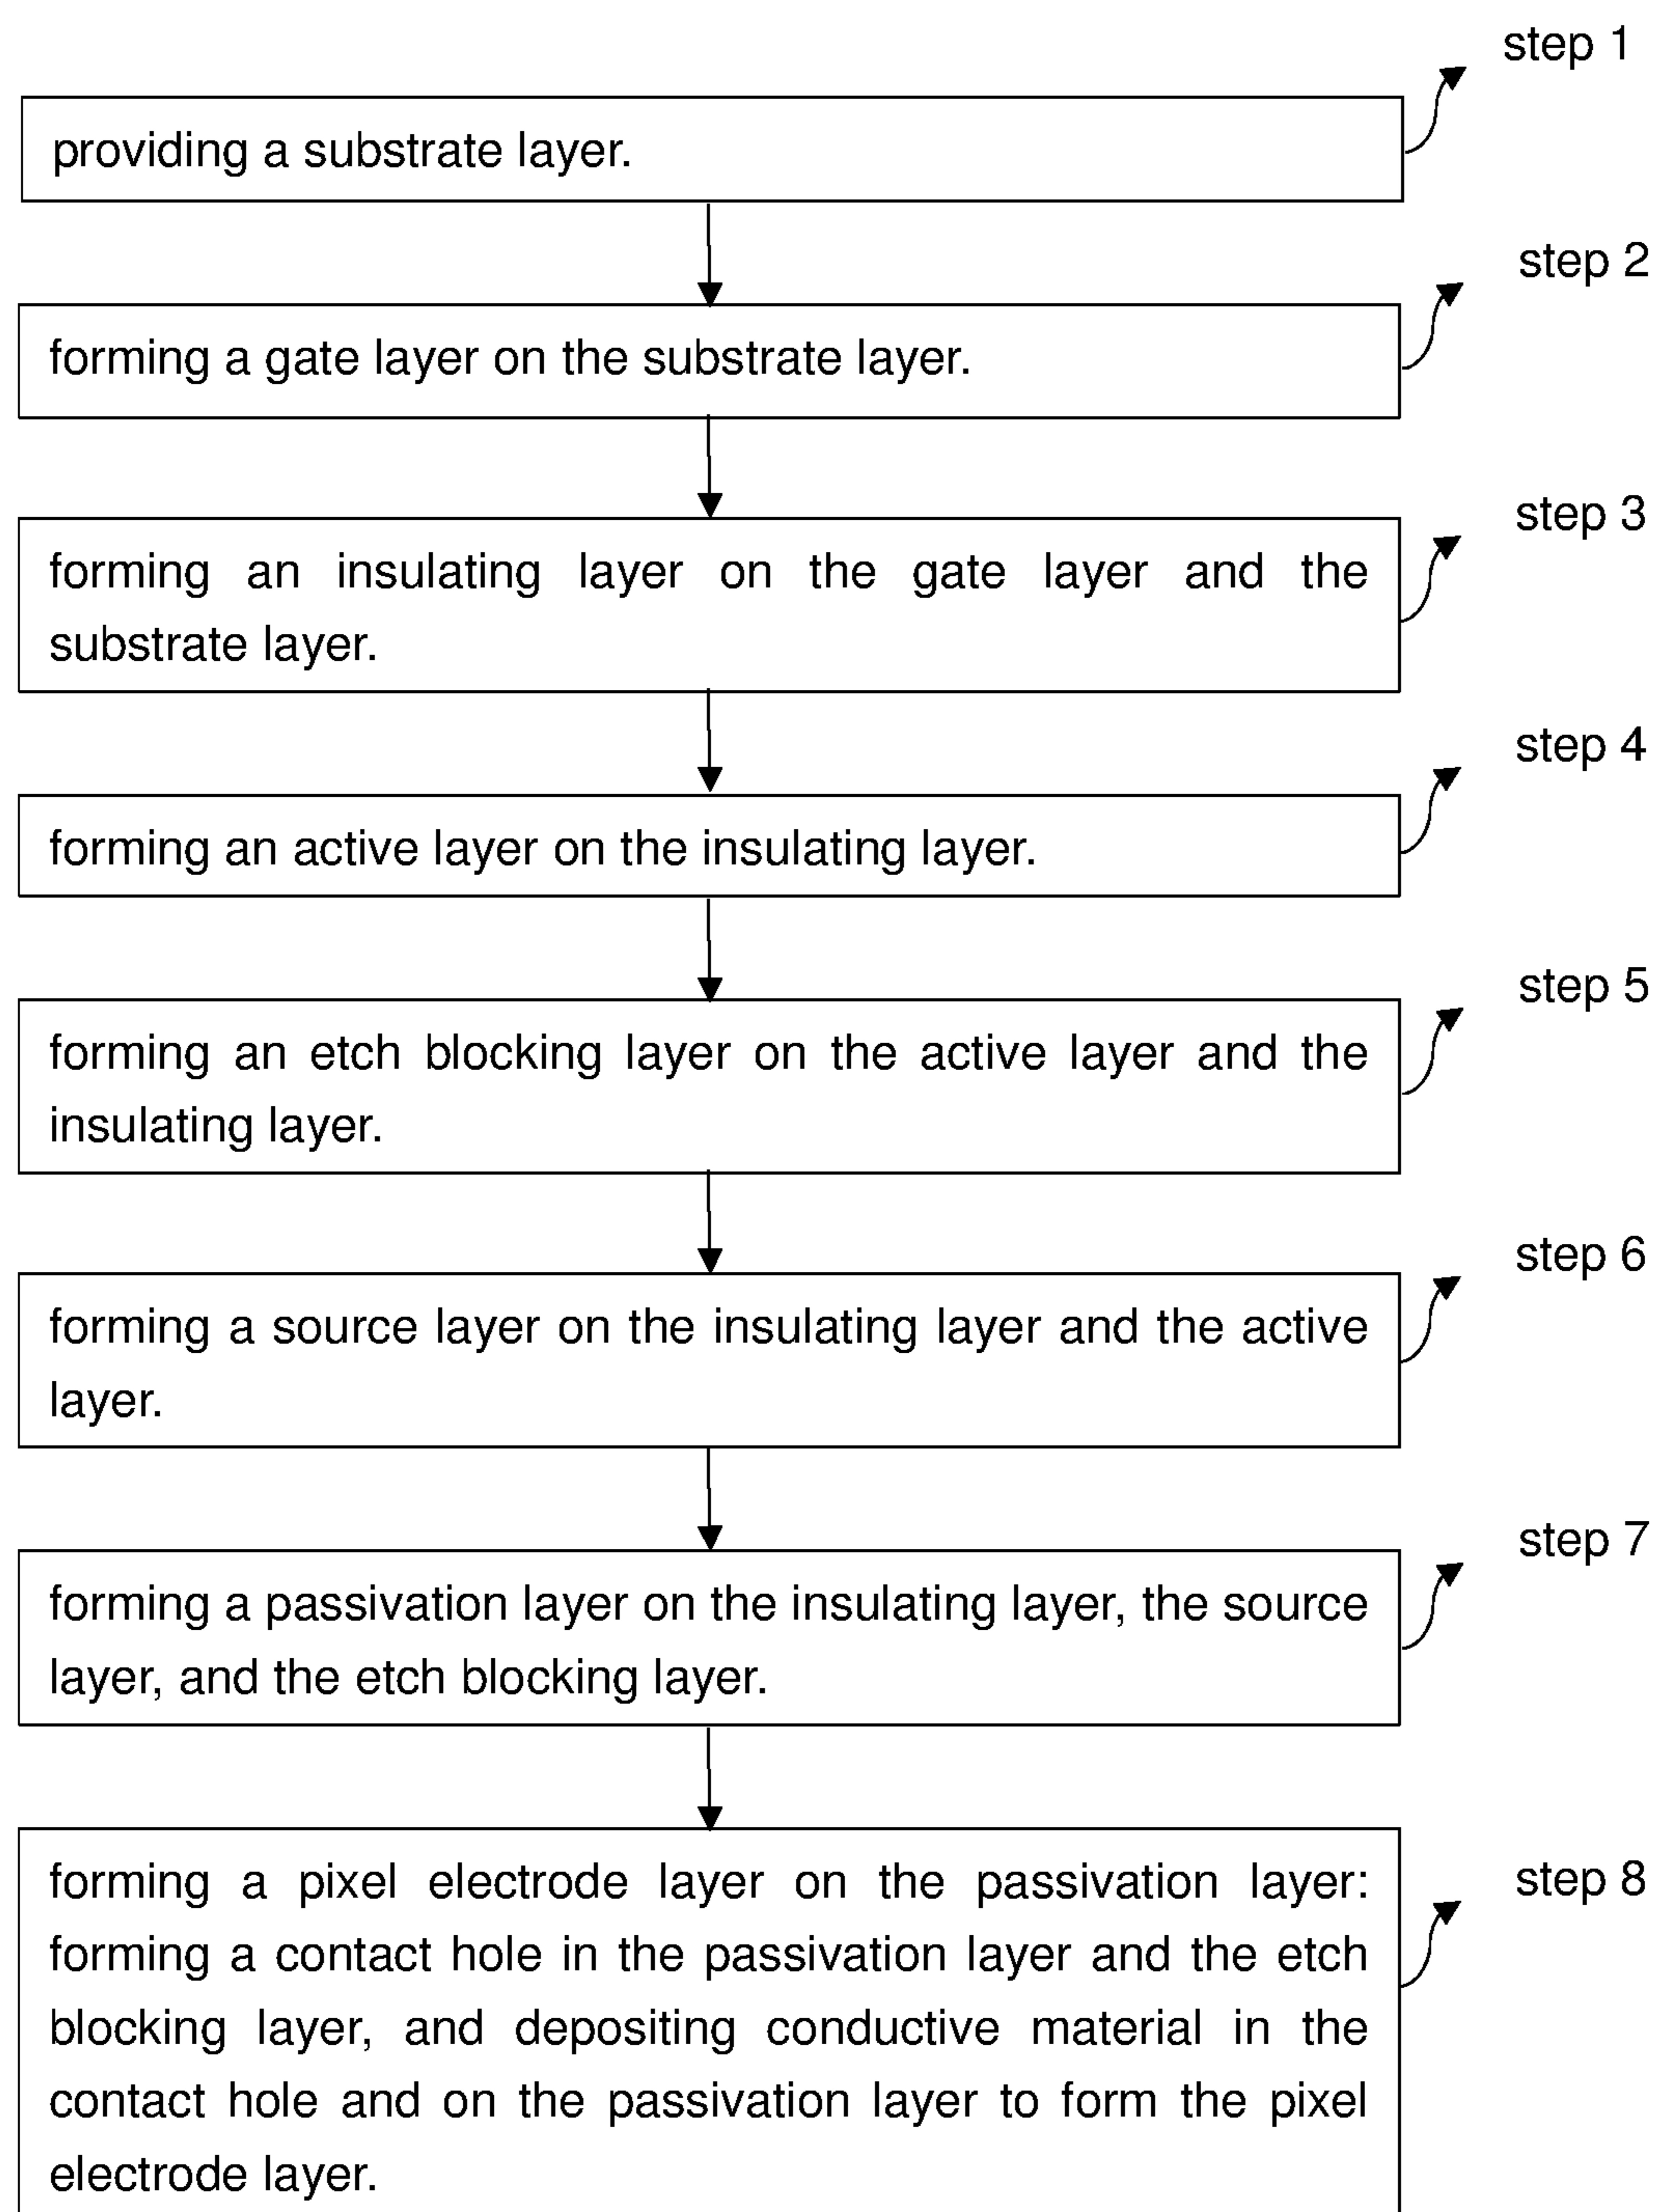 step 1
providing a substrate layer.
step 2
forming a gate layer on the substrate layer.
step 3
forming an insulating layer on the gate layer and the
substrate layer.
step 4
forming an active layer on the insulating layer.
step 5
forming an etch blocking layer on the active layer and the
insulating layer.
step 6
forming a source layer on the insulating layer and the active
layer.
step 7
forming a passivation layer on the insulating layer, the source
layer, and the etch blocking layer.
step 8
forming a pixel electrode layer on the passivation layer:
forming a contact hole in the passivation layer and the etch
blocking layer, and depositing conductive material in the
contact hole and on the passivation layer to form the pixel
electrode layer.